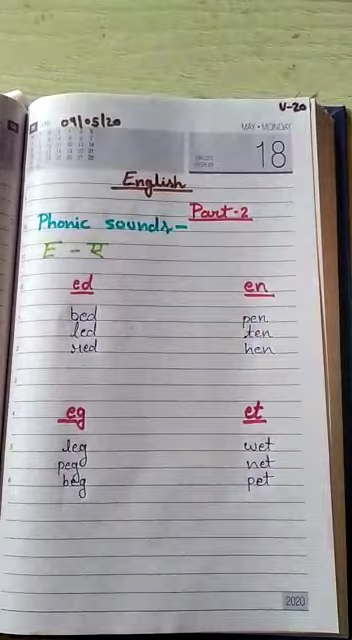 V-20
09/05/20
MAY • MONDAY
18
English
Phonic sounds - Part-2
E - ए
ed en
bed pen
led ten
red hen
eg et
leg wet
peg net
beg pet
2020